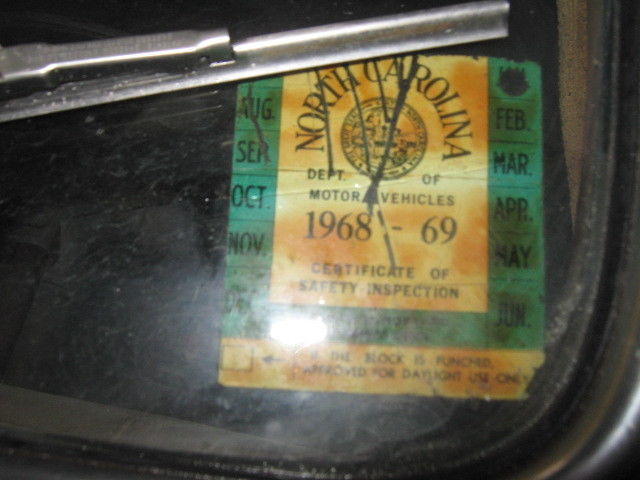 NORTH CAROLINA
AUG.
SEP.
OCT.
NOV.
FEB.
MAR.
APR.
MAY
JUN.
DEPT. OF
MOTOR VEHICLES
1968 - 69
CERTIFICATE OF
SAFETY INSPECTION
IF THE BLOCK IS PUNCHED,
APPROVED FOR DAYLIGHT USE ONLY